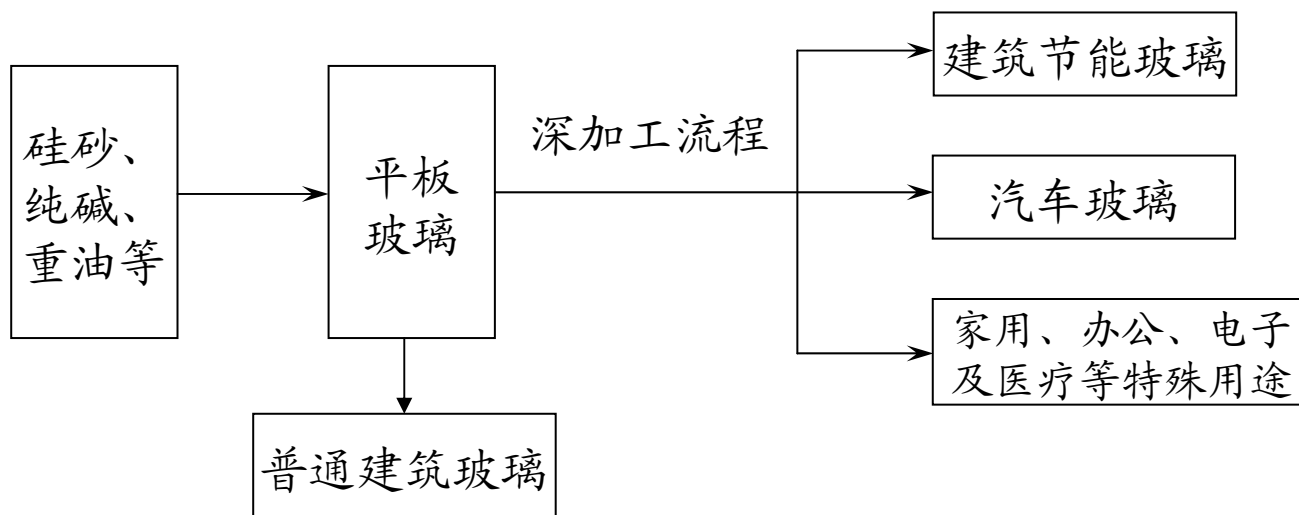 硅砂、
纯碱、
重油等
平板
玻璃
普通建筑玻璃
深加工流程
建筑节能玻璃
汽车玻璃
家用、办公、电子
及医疗等特殊用途